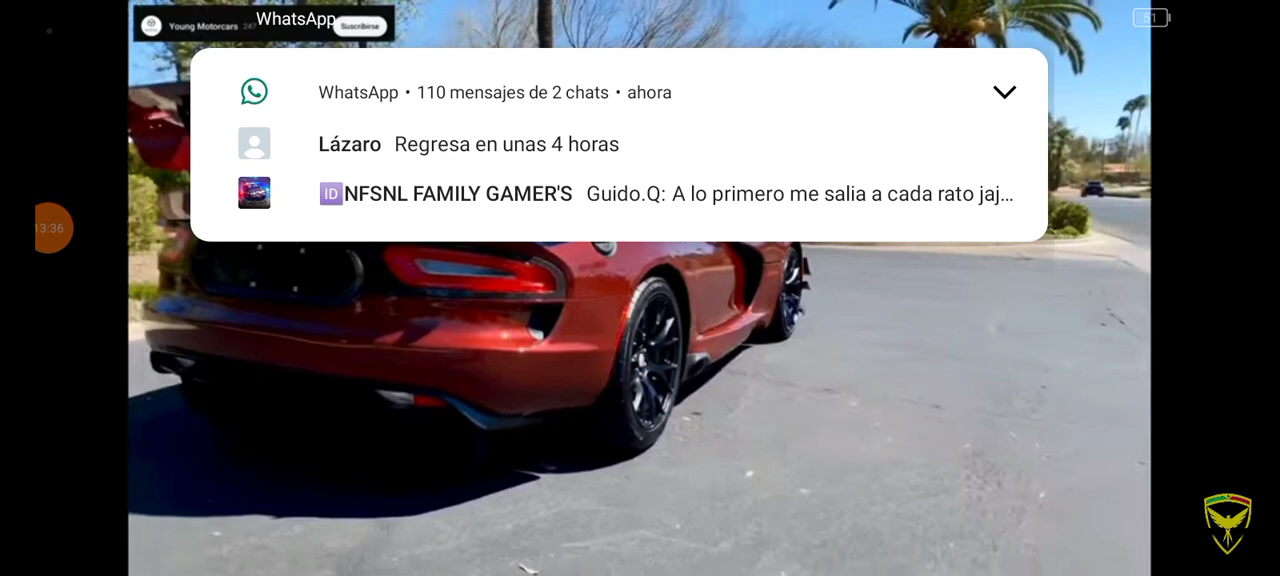 Young Motorcars 247 WhatsApp Suscribirse
51
WhatsApp • 110 mensajes de 2 chats • ahora
Lázaro Regresa en unas 4 horas
🆔NFSNL FAMILY GAMER'S Guido.Q: A lo primero me salia a cada rato jaj...
13:36